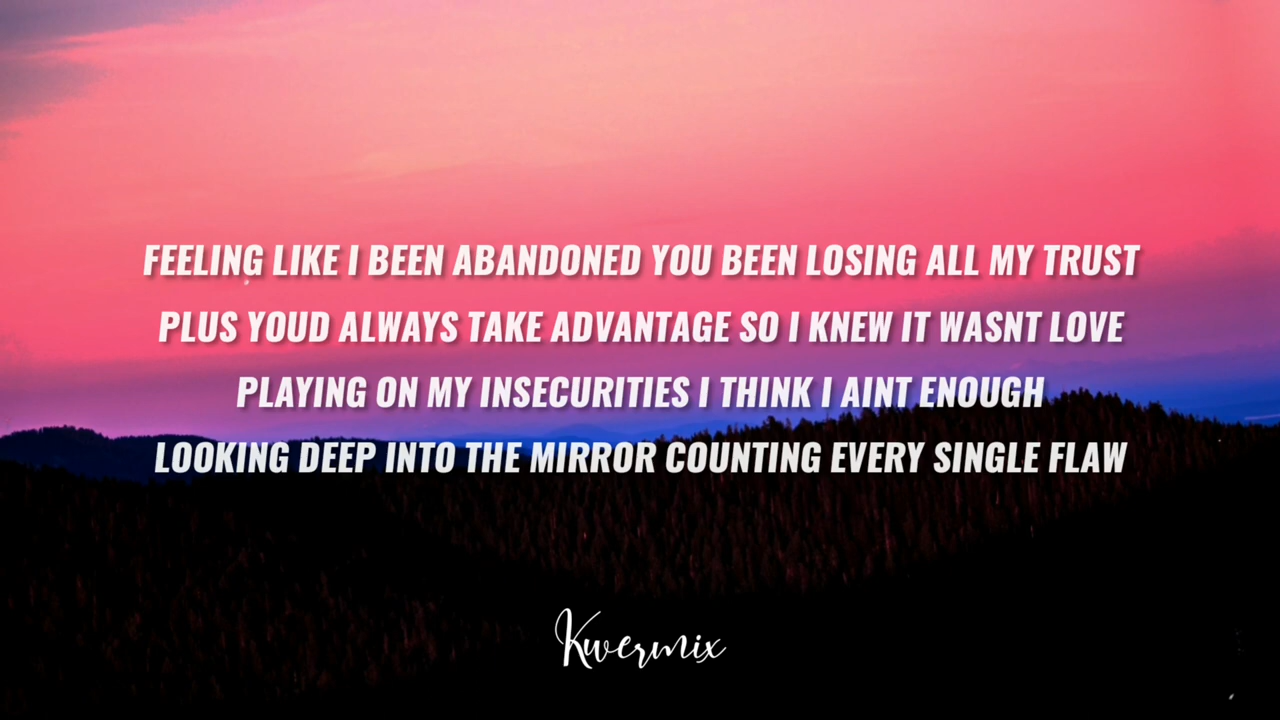 FEELING LIKE I BEEN ABANDONED YOU BEEN LOSING ALL MY TRUST
PLUS YOUD ALWAYS TAKE ADVANTAGE SO I KNEW IT WASNT LOVE
PLAYING ON MY INSECURITIES I THINK I AINT ENOUGH
LOOKING DEEP INTO THE MIRROR COUNTING EVERY SINGLE FLAW
Kwermix